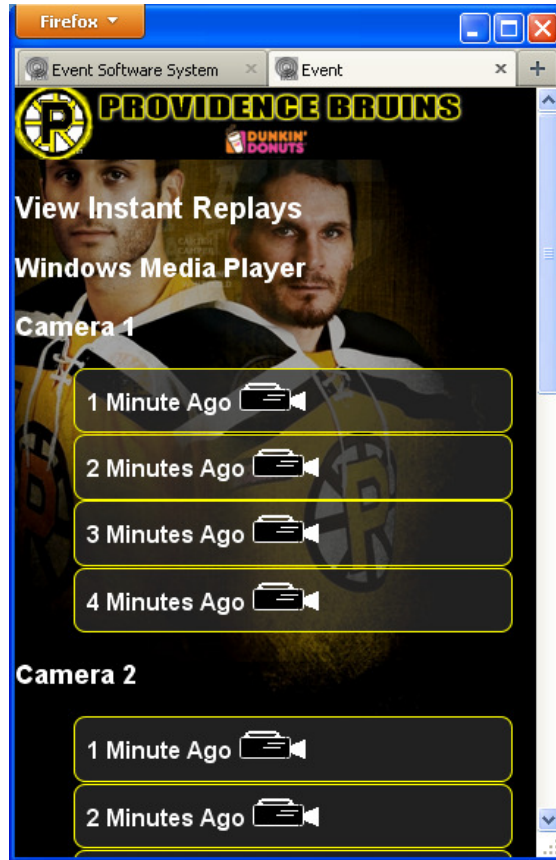 Firefox
Event Software System
Event
PROVIDENCE BRUINS
DUNKIN'
DONUTS
View Instant Replays
Windows Media Player
Camera 1
1 Minute Ago
2 Minutes Ago
3 Minutes Ago
4 Minutes Ago
Camera 2
1 Minute Ago
2 Minutes Ago